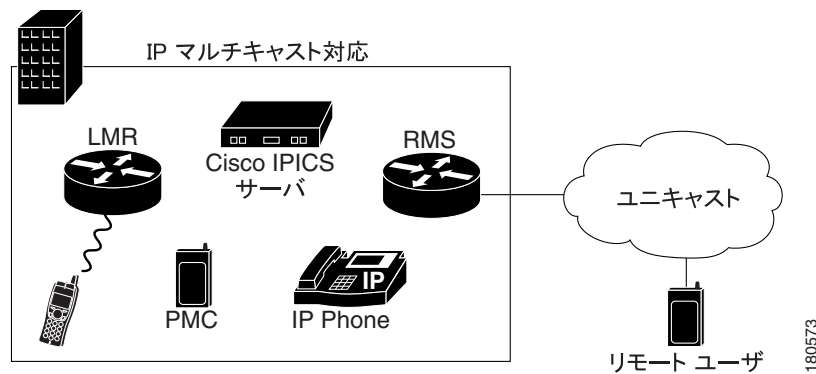 IP マルチキャスト対応
LMR
Cisco IPICS
サーバ
RMS
ユニキャスト
PMC
IP
IP Phone
リモート ユーザ
180573